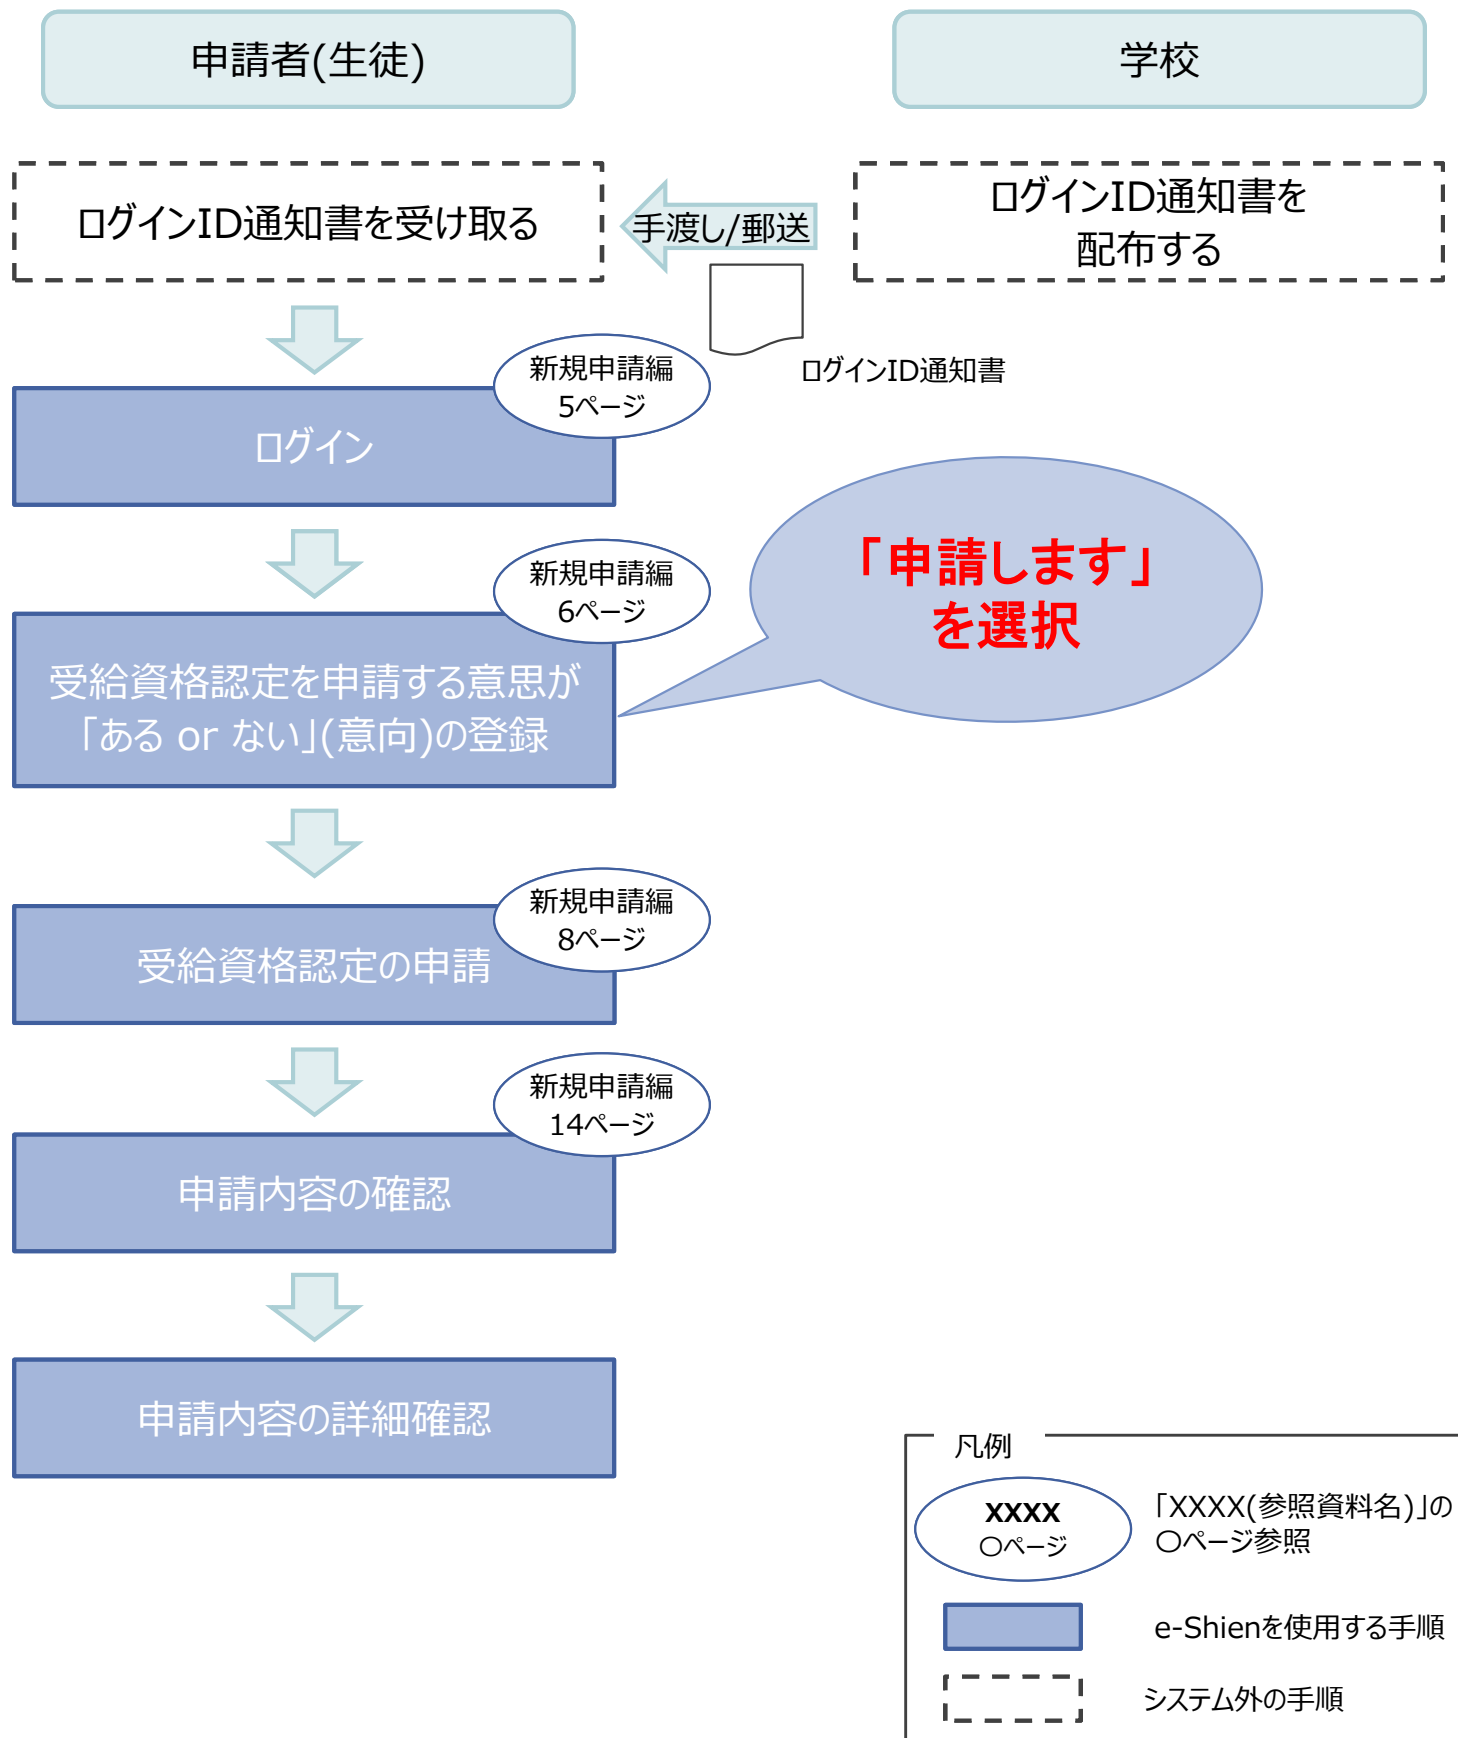 申請者(生徒)
学校
ログインID通知書を受け取る
手渡し/郵送
ログインID通知書を
配布する
ログインID通知書
新規申請編
5ページ
ログイン
新規申請編
6ページ
受給資格認定を申請する意思が
「ある or ない」(意向)の登録
「申請します」
を選択
新規申請編
8ページ
受給資格認定の申請
新規申請編
14ページ
申請内容の確認
申請内容の詳細確認
凡例
XXXX
〇ページ
「XXXX(参照資料名)」の
〇ページ参照
e-Shienを使用する手順
システム外の手順